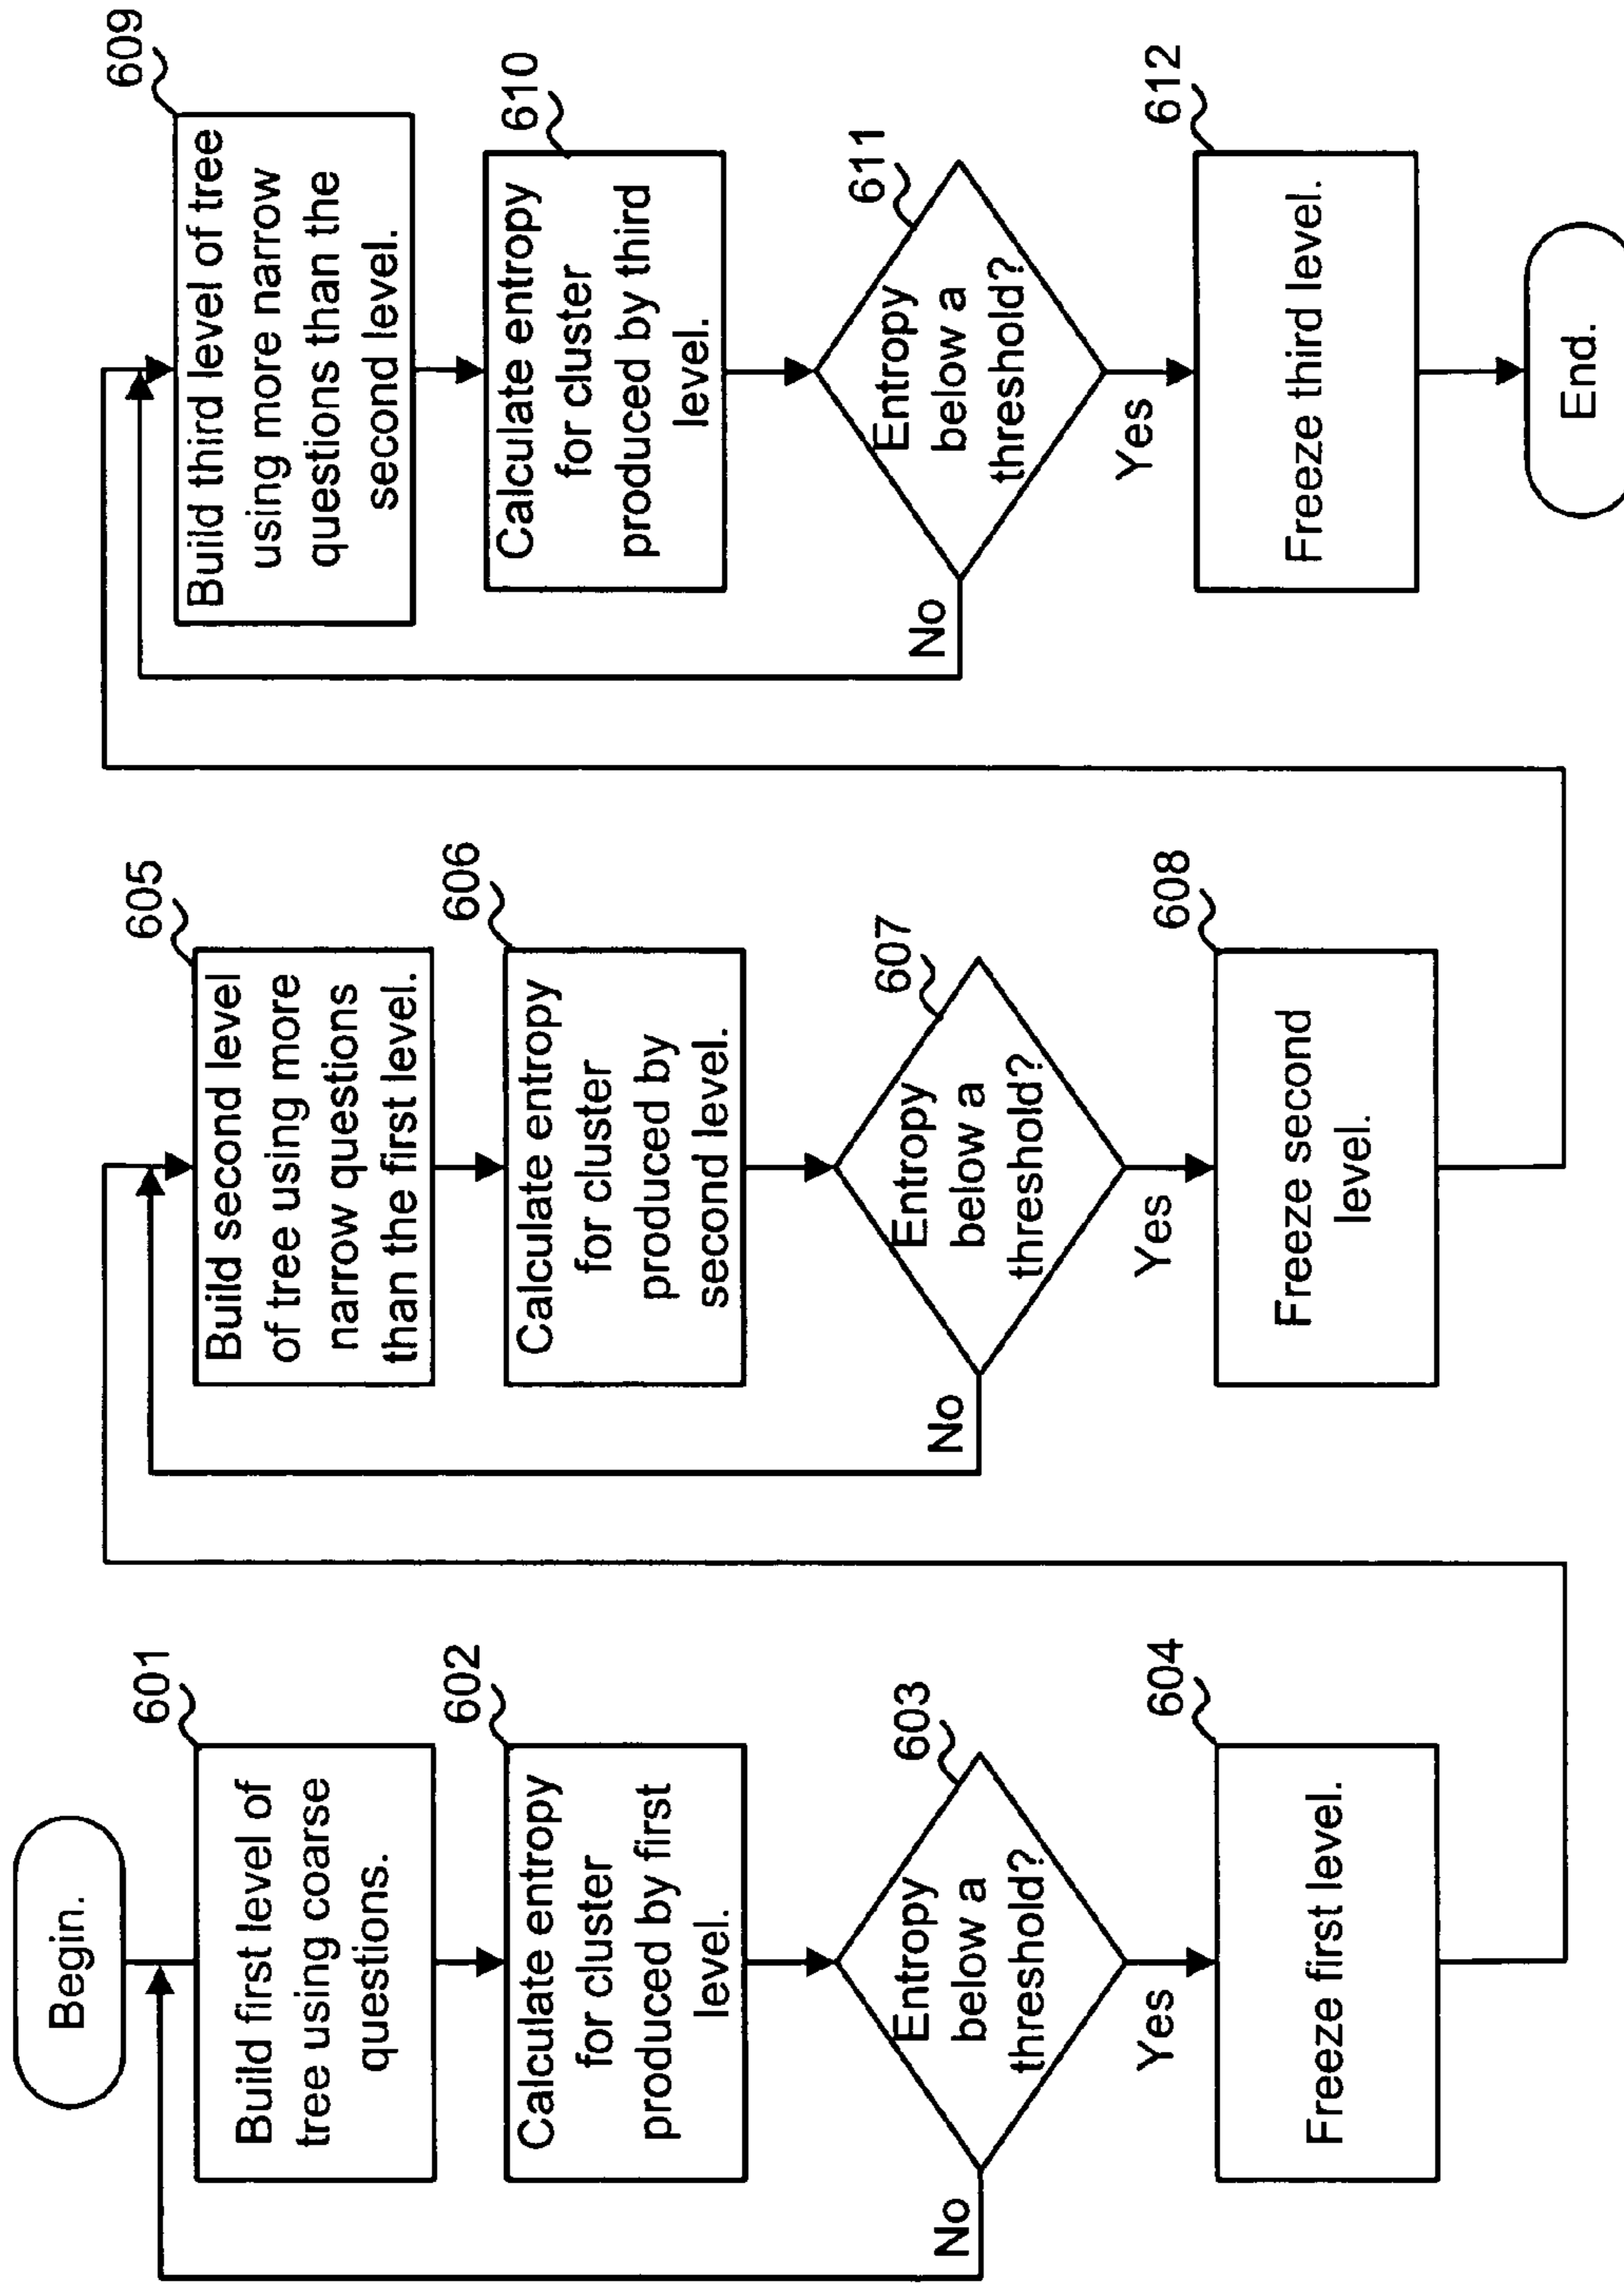 Begin.
601
Build first level of
tree using coarse
questions.
602
Calculate entropy
for cluster
produced by first
level.
603
Entropy
below a
threshold?
No
Yes
604
Freeze first level.
605
Build second level
of tree using more
narrow questions
than the first level.
606
Calculate entropy
for cluster
produced by
second level.
607
Entropy
below a
threshold?
No
Yes
608
Freeze second
level.
609
Build third level of tree
using more narrow
questions than the
second level.
610
Calculate entropy
for cluster
produced by third
level.
611
Entropy
below a
threshold?
No
Yes
612
Freeze third level.
End.